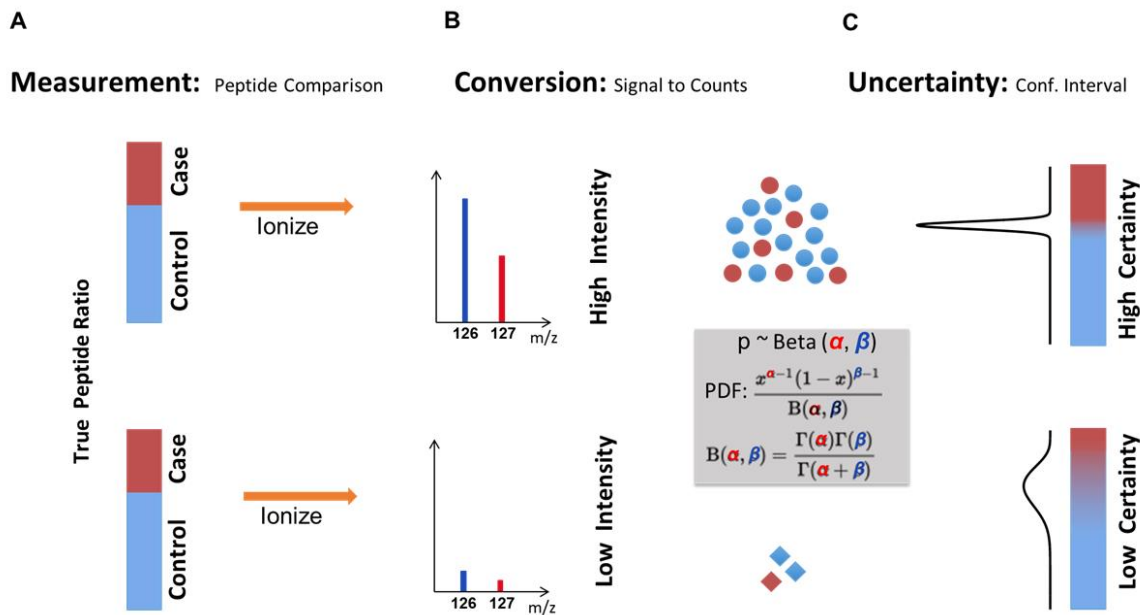 A
B
C
Measurement: Peptide Comparison
Conversion: Signal to Counts
Uncertainty: Conf. Interval
True Peptide Ratio
Case
Control
Ionize
126 127 m/z
High Intensity
High Certainty
p ~ Beta (α, β)
PDF: x^{α−1}(1 − x)^{β−1} / B(α, β)
B(α, β) = Γ(α)Γ(β) / Γ(α + β)
Case
Control
Ionize
126 127 m/z
Low Intensity
Low Certainty